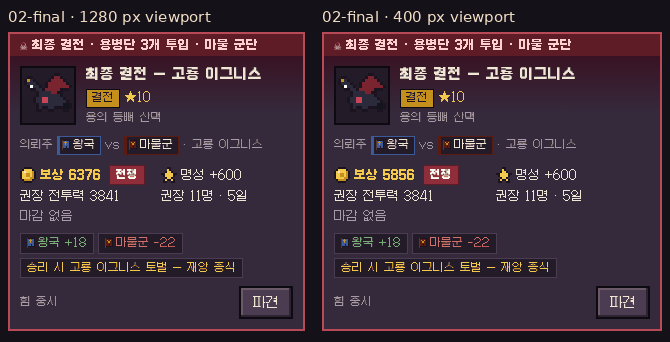 02-final · 1280 px viewport
최종 결전 · 용병단 3개 투입 · 마물 군단
최종 결전 — 고룡 이그니스
결전 ★10
용의 등뼈 산맥
의뢰주 왕국 vs 마물군 · 고룡 이그니스
보상 6376 전쟁 명성 +600
권장 전투력 3841 권장 11명 · 5일
마감 없음
왕국 +18 마물군 -22
승리 시 고룡 이그니스 토벌 — 재앙 종식
힘 중시
파견
02-final · 400 px viewport
최종 결전 · 용병단 3개 투입 · 마물 군단
최종 결전 — 고룡 이그니스
결전 ★10
용의 등뼈 산맥
의뢰주 왕국 vs 마물군 · 고룡 이그니스
보상 5856 전쟁 명성 +600
권장 전투력 3841 권장 11명 · 5일
마감 없음
왕국 +18 마물군 -22
승리 시 고룡 이그니스 토벌 — 재앙 종식
힘 중시
파견